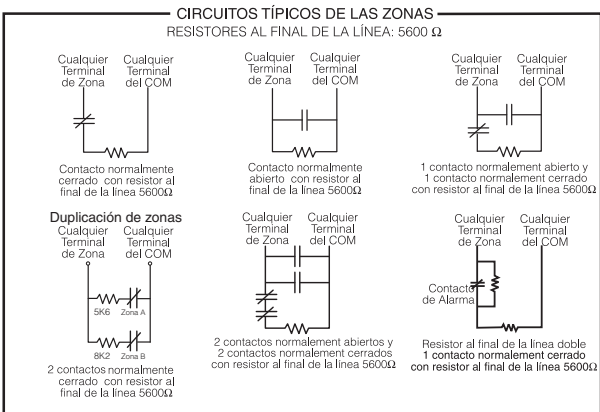 CIRCUITOS TÍPICOS DE LAS ZONAS
RESISTORES AL FINAL DE LA LÍNEA: 5600 Ω
Cualquier
Terminal
de Zona
Cualquier
Terminal
del COM
Contacto normalmente
cerrado con resistor al
final de la línea 5600Ω
Cualquier
Terminal
de Zona
Cualquier
Terminal
del COM
Contacto normalmente
abierto con resistor al
final de la línea 5600Ω
Cualquier
Terminal
de Zona
Cualquier
Terminal
del COM
1 contacto normalement abierto y
1 contacto normalement cerrado
con resistor al final de la línea 5600Ω
Duplicación de zonas
Cualquier
Terminal
de Zona
Cualquier
Terminal
del COM
5K6 Zona A
8K2 Zona B
2 contactos normalmente
cerrado con resistor al
final de la línea 5600Ω
Cualquier
Terminal
de Zona
Cualquier
Terminal
del COM
2 contactos normalement abiertos y
2 contactos normalement cerrados
con resistor al final de la línea 5600Ω
Cualquier
Terminal
de Zona
Cualquier
Terminal
del COM
Contacto
de Alarma
Resistor al final de la línea doble
1 contacto normalemente cerrado
con resistor al final de la línea 5600Ω